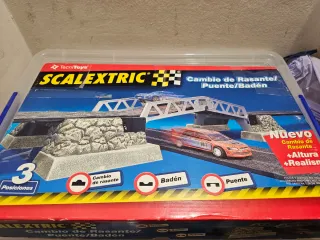 TecniToys
SCALEXTRIC
Cambio de Rasante/
Puente/Badén
Nuevo
Cambio de
Rasante
+Altura
+Realismo
3
Posiciones
Cambio
de rasante
Badén
Puente
SCALEXTRIC
Cambio de Rasante/
Puente/Badén